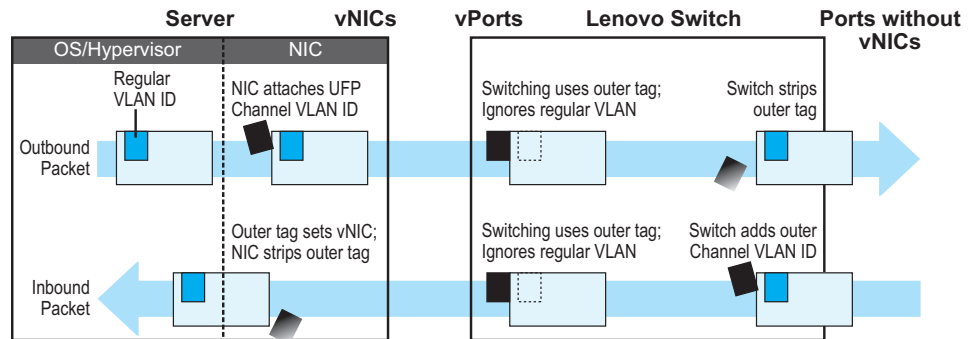 Server
vNICs
vPorts
Lenovo Switch
Ports without
vNICs
OS/Hypervisor
NIC
Regular
VLAN ID
NIC attaches UFP
Channel VLAN ID
Switching uses outer tag;
Ignores regular VLAN
Switch strips
outer tag
Outbound
Packet
Outer tag sets vNIC;
NIC strips outer tag
Switching uses outer tag;
Ignores regular VLAN
Switch adds outer
Channel VLAN ID
Inbound
Packet